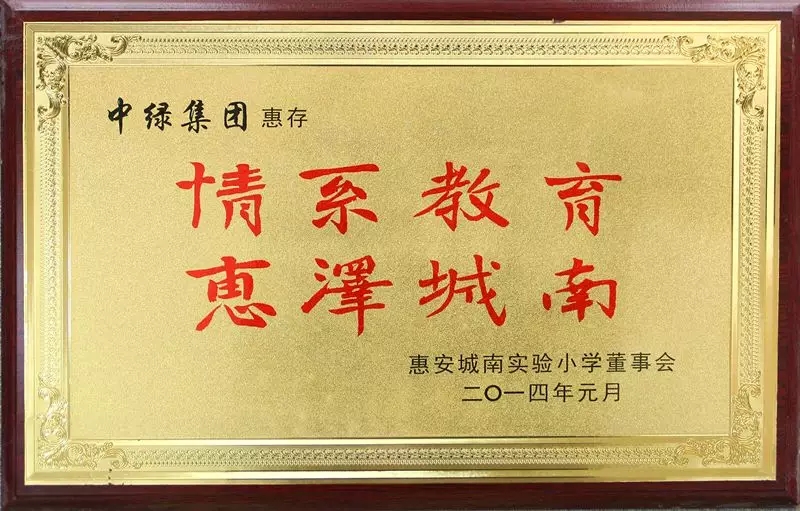 中绿集团 惠存
情系教育
惠澤城南
惠安城南实验小学董事会
二〇一四年元月